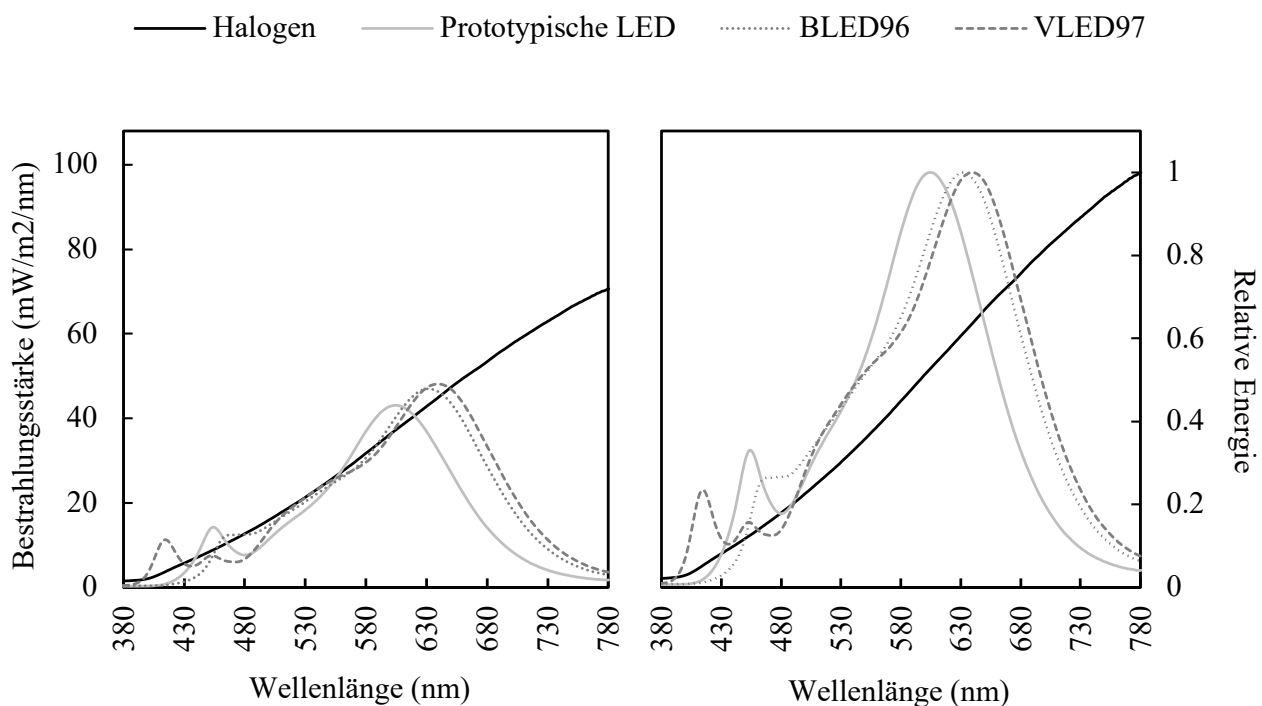 Halogen Prototypische LED BLED96 VLED97
Bestrahlungsstärke (mW/m2/nm)
100
80
60
40
20
0
380 430 480 530 580 630 680 730 780
Wellenlänge (nm)
380 430 480 530 580 630 680 730 780
Wellenlänge (nm)
1
0.8
0.6
0.4
0.2
0
Relative Energie